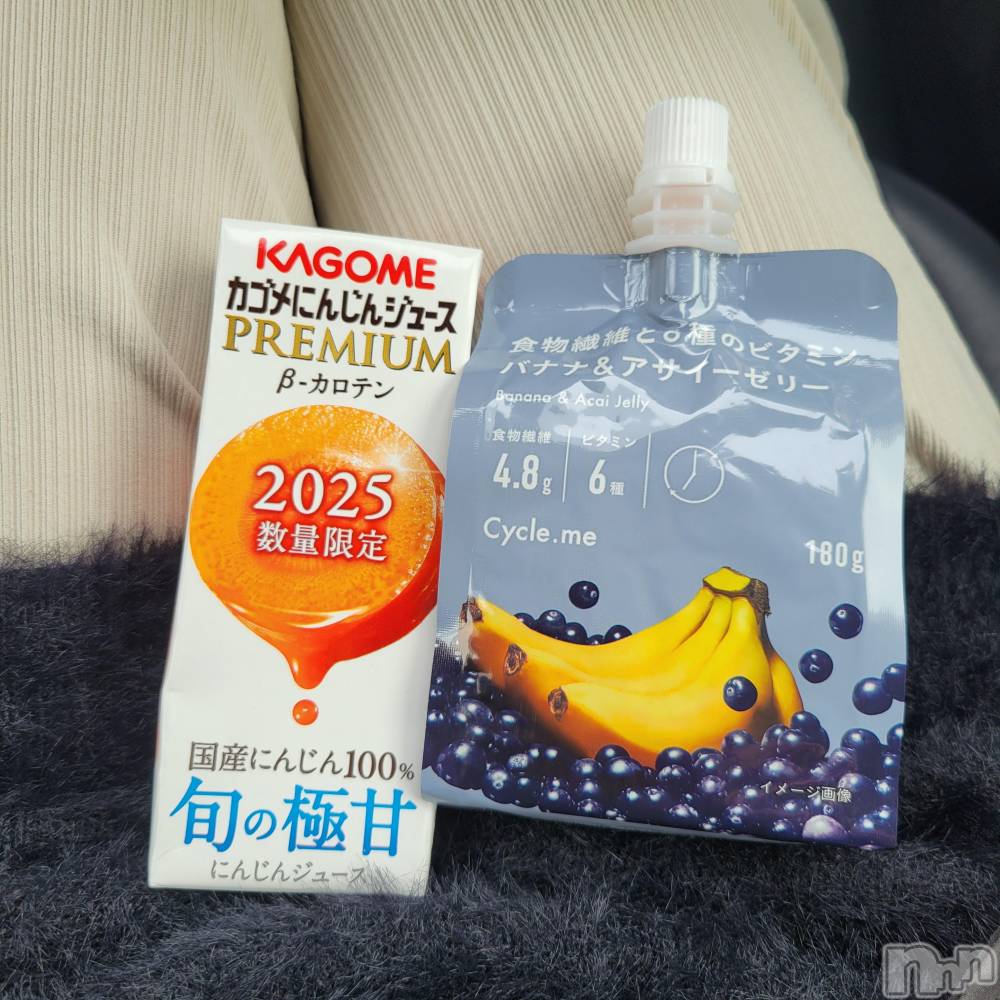 KAGOME
カゴメにんじんジュース
PREMIUM
β-カロテン
2025
数量限定
国産にんじん100%
旬の極甘
にんじんジュース
食物繊維と6種のビタミン
バナナ&アサイーゼリー
Banana & Acai Jelly
食物繊維
4.8g
ビタミン
6種
Cycle.me
180g
イメージ画像
nnn